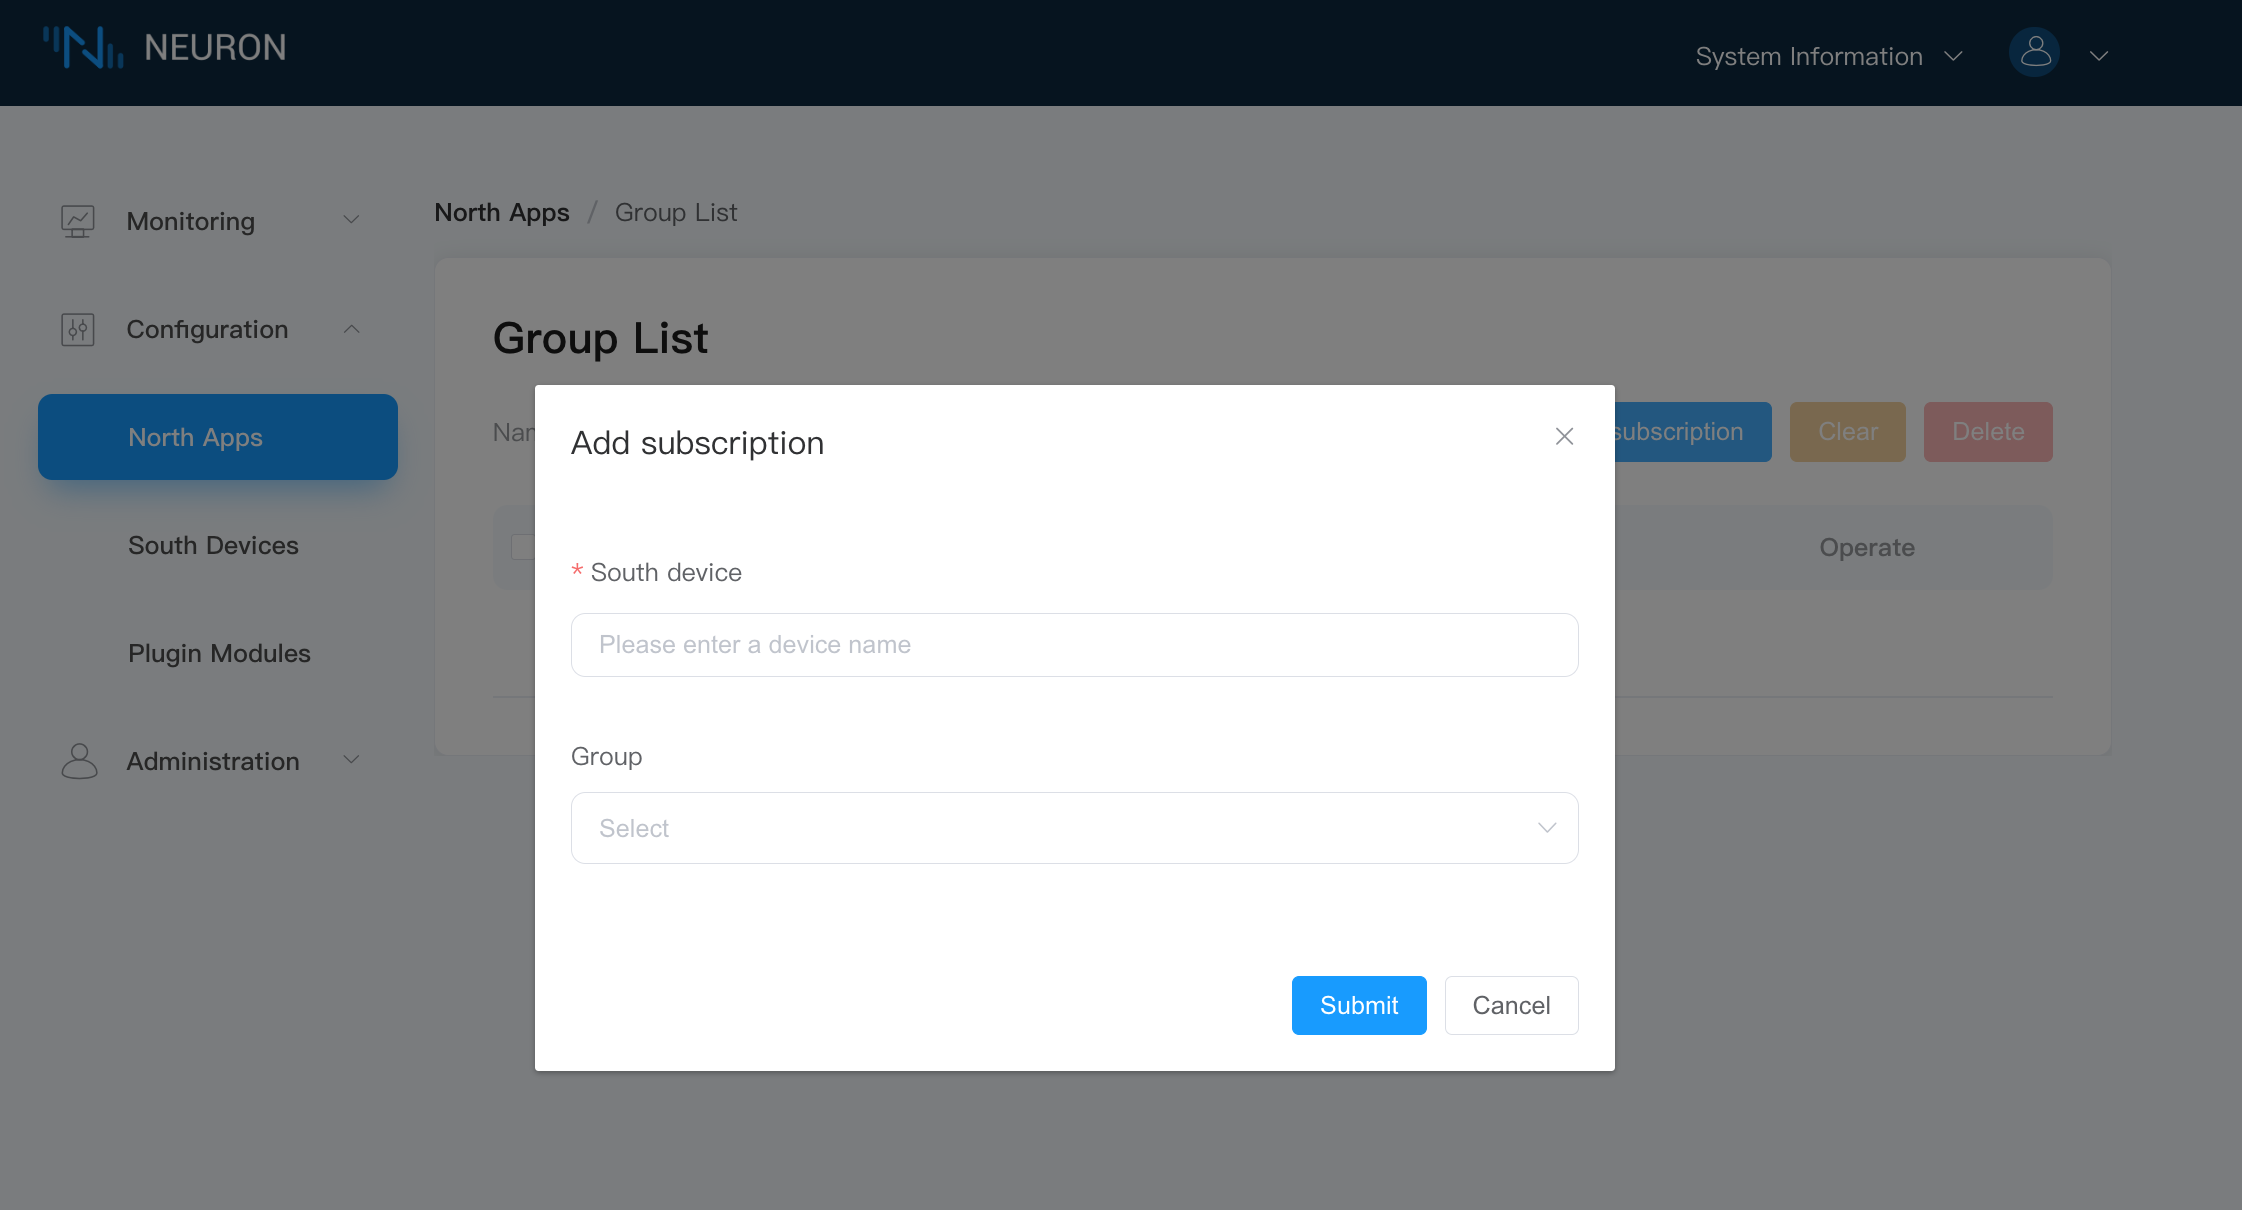 NEURON
System Information
Monitoring
Configuration
North Apps
South Devices
Plugin Modules
Administration
North Apps / Group List
Group List
subscription
Clear
Delete
Operate
Add subscription
* South device
Please enter a device name
Group
Select
Submit
Cancel